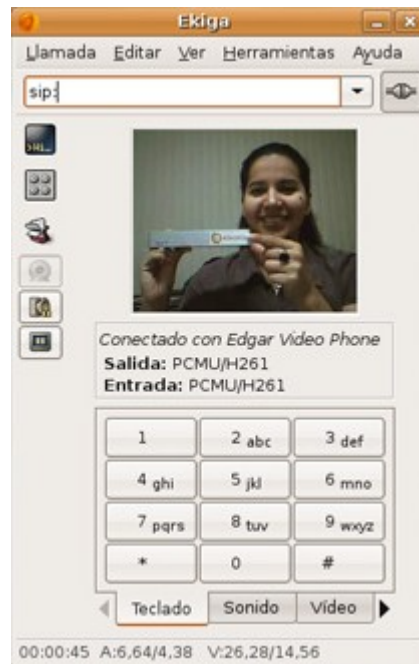 Ekiga
Llamada Editar Ver Herramientas Ayuda
sip:
Conectado con Edgar Video Phone
Salida: PCMU/H261
Entrada: PCMU/H261
1 2 abc 3 def
4 ghi 5 jkl 6 mno
7 pqrs 8 tuv 9 wxyz
* 0 #
Teclado Sonido Vídeo
00:00:45 A:6,64/4,38 V:26,28/14,56